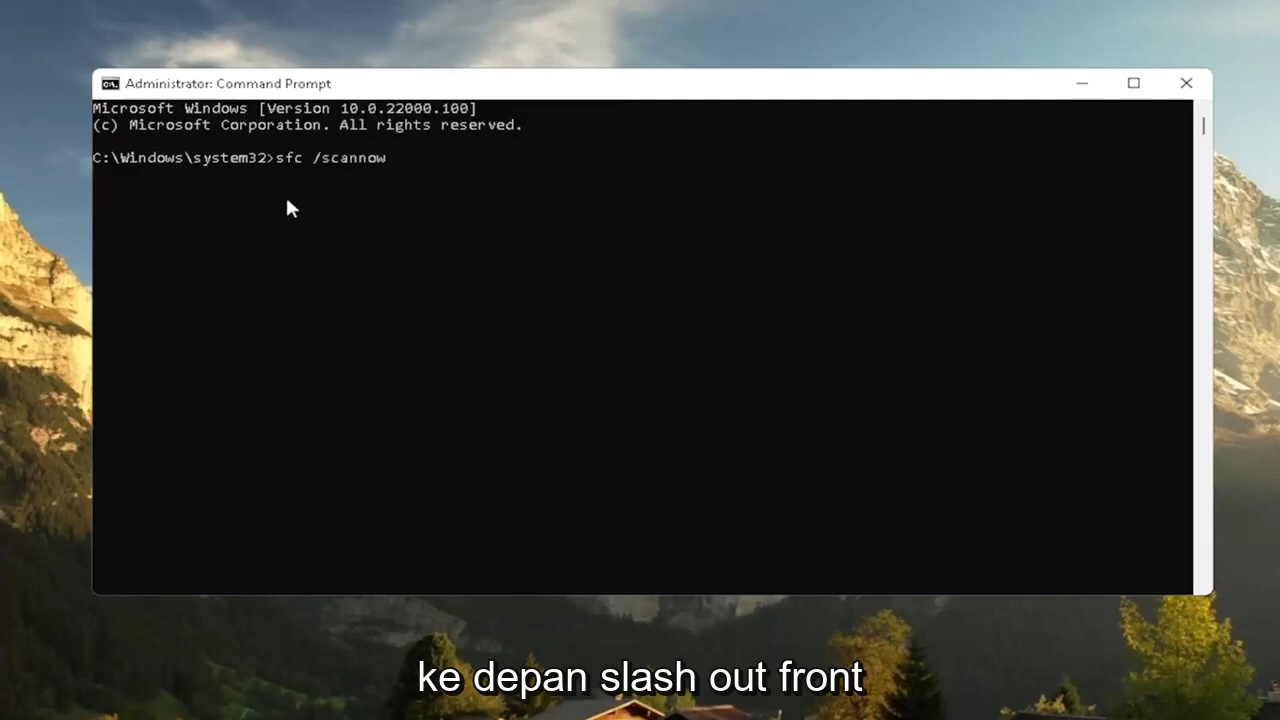 Administrator: Command Prompt
Microsoft Windows [Version 10.0.22000.100]
(c) Microsoft Corporation. All rights reserved.
C:\Windows\system32>sfc /scannow
ke depan slash out front